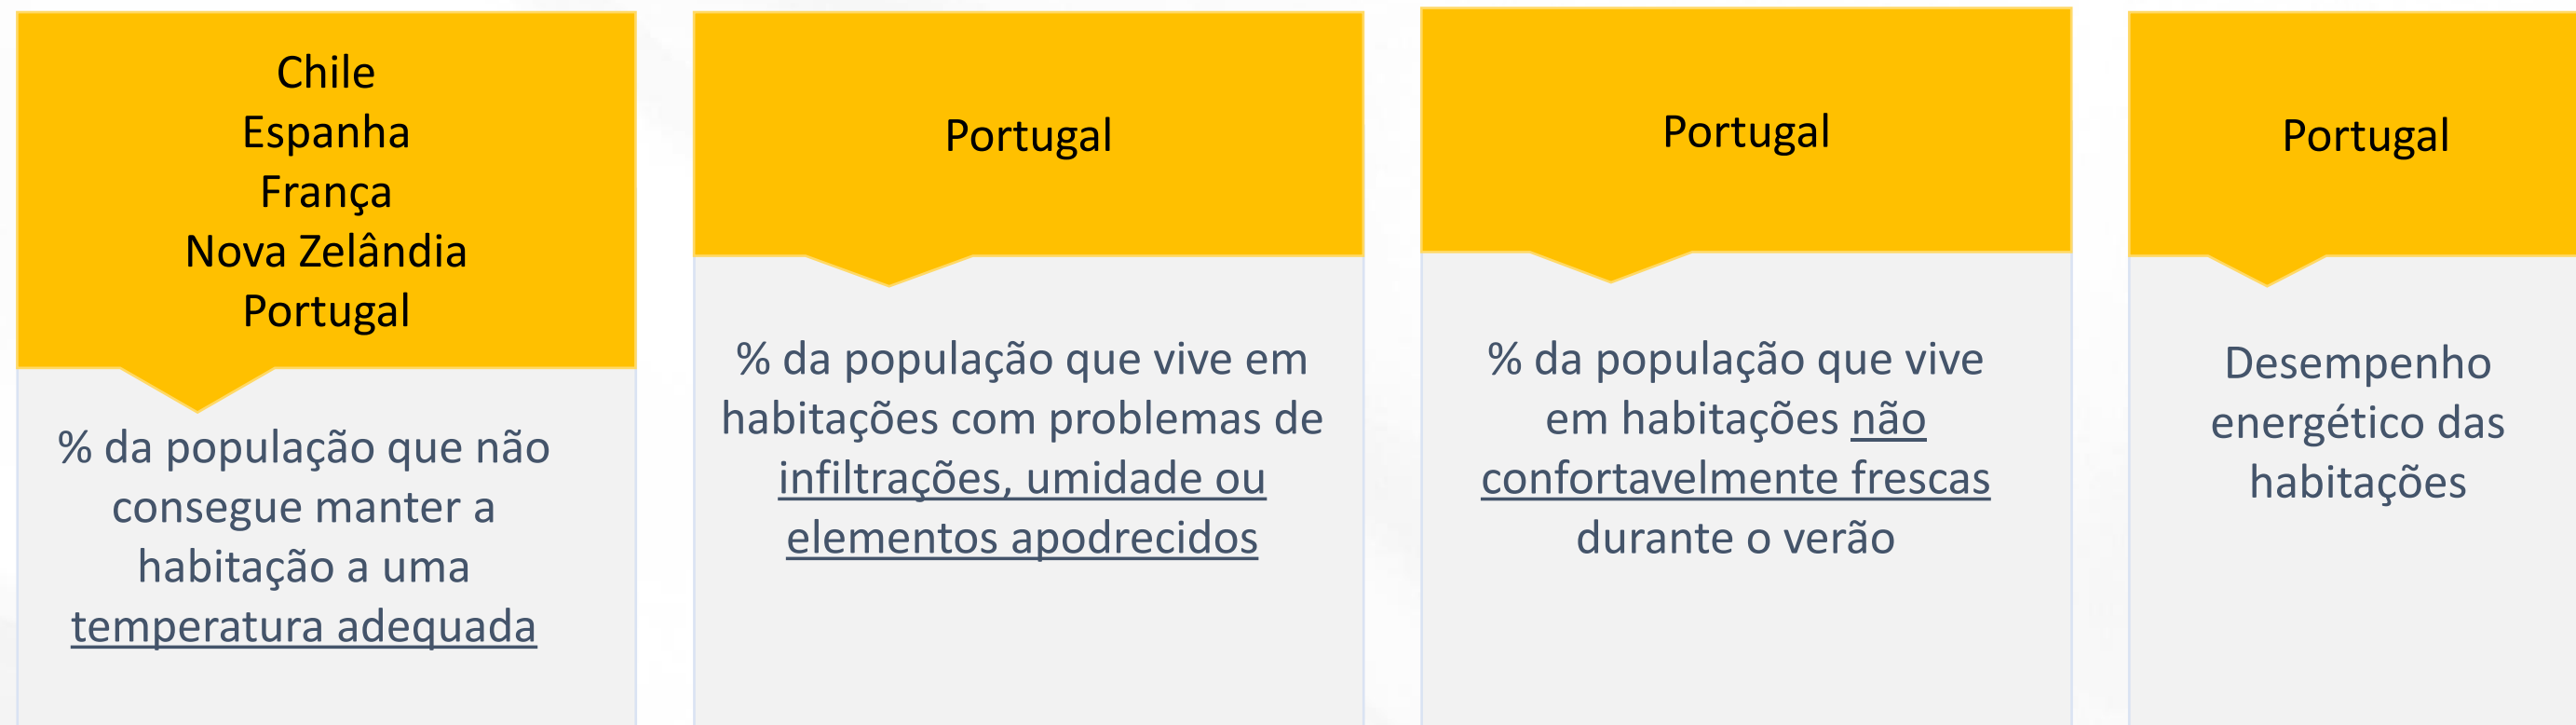 Chile
Espanha
França
Nova Zelândia
Portugal
% da população que não
consegue manter a
habitação a uma
temperatura adequada
Portugal
% da população que vive em
habitações com problemas de
infiltrações, umidade ou
elementos apodrecidos
Portugal
% da população que vive
em habitações não
confortavelmente frescas
durante o verão
Portugal
Desempenho
energético das
habitações